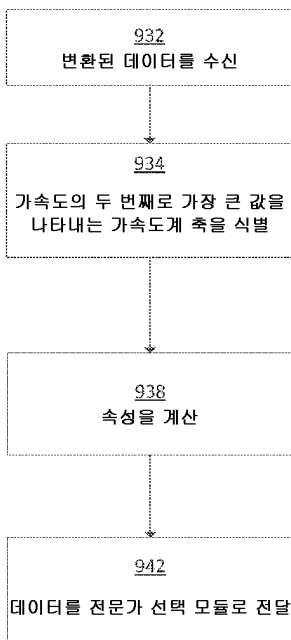 932
변환된 데이터를 수신
934
가속도의 두 번째로 가장 큰 값을
나타내는 가속도계 축을 식별
938
속성을 계산
942
데이터를 전문가 선택 모듈로 전달